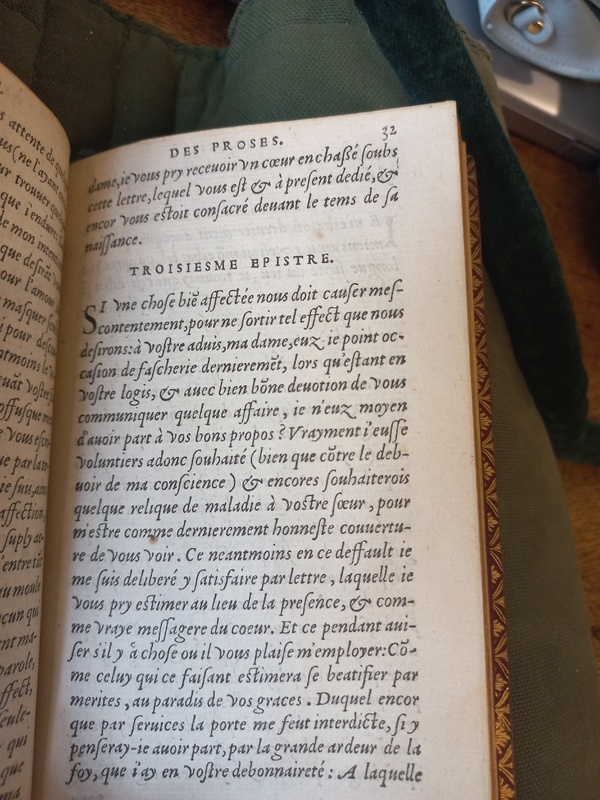 DES PROSES.
32
dame, ie vous pry receuoir vn cœur enchaßé ſoubs
cette lettre, lequel vous eſt & à preſent dedié, &
encor vous eſtoit conſacré deuant le tems de ſa
naiſſance.
TROISIESME EPISTRE.
SI vne choſe biē affectée nous doit cauſer meſ-
contentement, pour ne ſortir tel effect que nous
deſirons: à voſtre aduis, ma dame, euz ie point oc-
caſion de faſcherie dernieremēt, lors qu'eſtant en
voſtre logis, & auec bien bōne deuotion de vous
communiquer quelque affaire, ie n'euz moyen
d'auoir part à vos bons propos? Vrayment i'euſſe
voluntiers adonc ſouhaité (bien que cōtre le deb-
uoir de ma conſcience) & encores ſouhaiterois
quelque relique de maladie à voſtre ſœur, pour
m'eſtre comme dernierement honneſte couuertu-
re de vous voir. Ce neantmoins en ce deffault ie
me ſuis deliberé y ſatisfaire par lettre, laquelle ie
vous pry eſtimer au lieu de la preſence, & com-
me vraye meſſagere du coeur. Et ce pendant aui-
ſer s'il y à choſe ou il vous plaiſe m'employer: Cō-
me celuy qui ce faiſant eſtimera ſe beatifier par
merites, au paradis de vos graces. Duquel encor
que par ſeruices la porte me feut interdicte, ſi y
penſeray-ie auoir part, par la grande ardeur de la
foy, que i'ay en voſtre debonnaireté: A laquelle